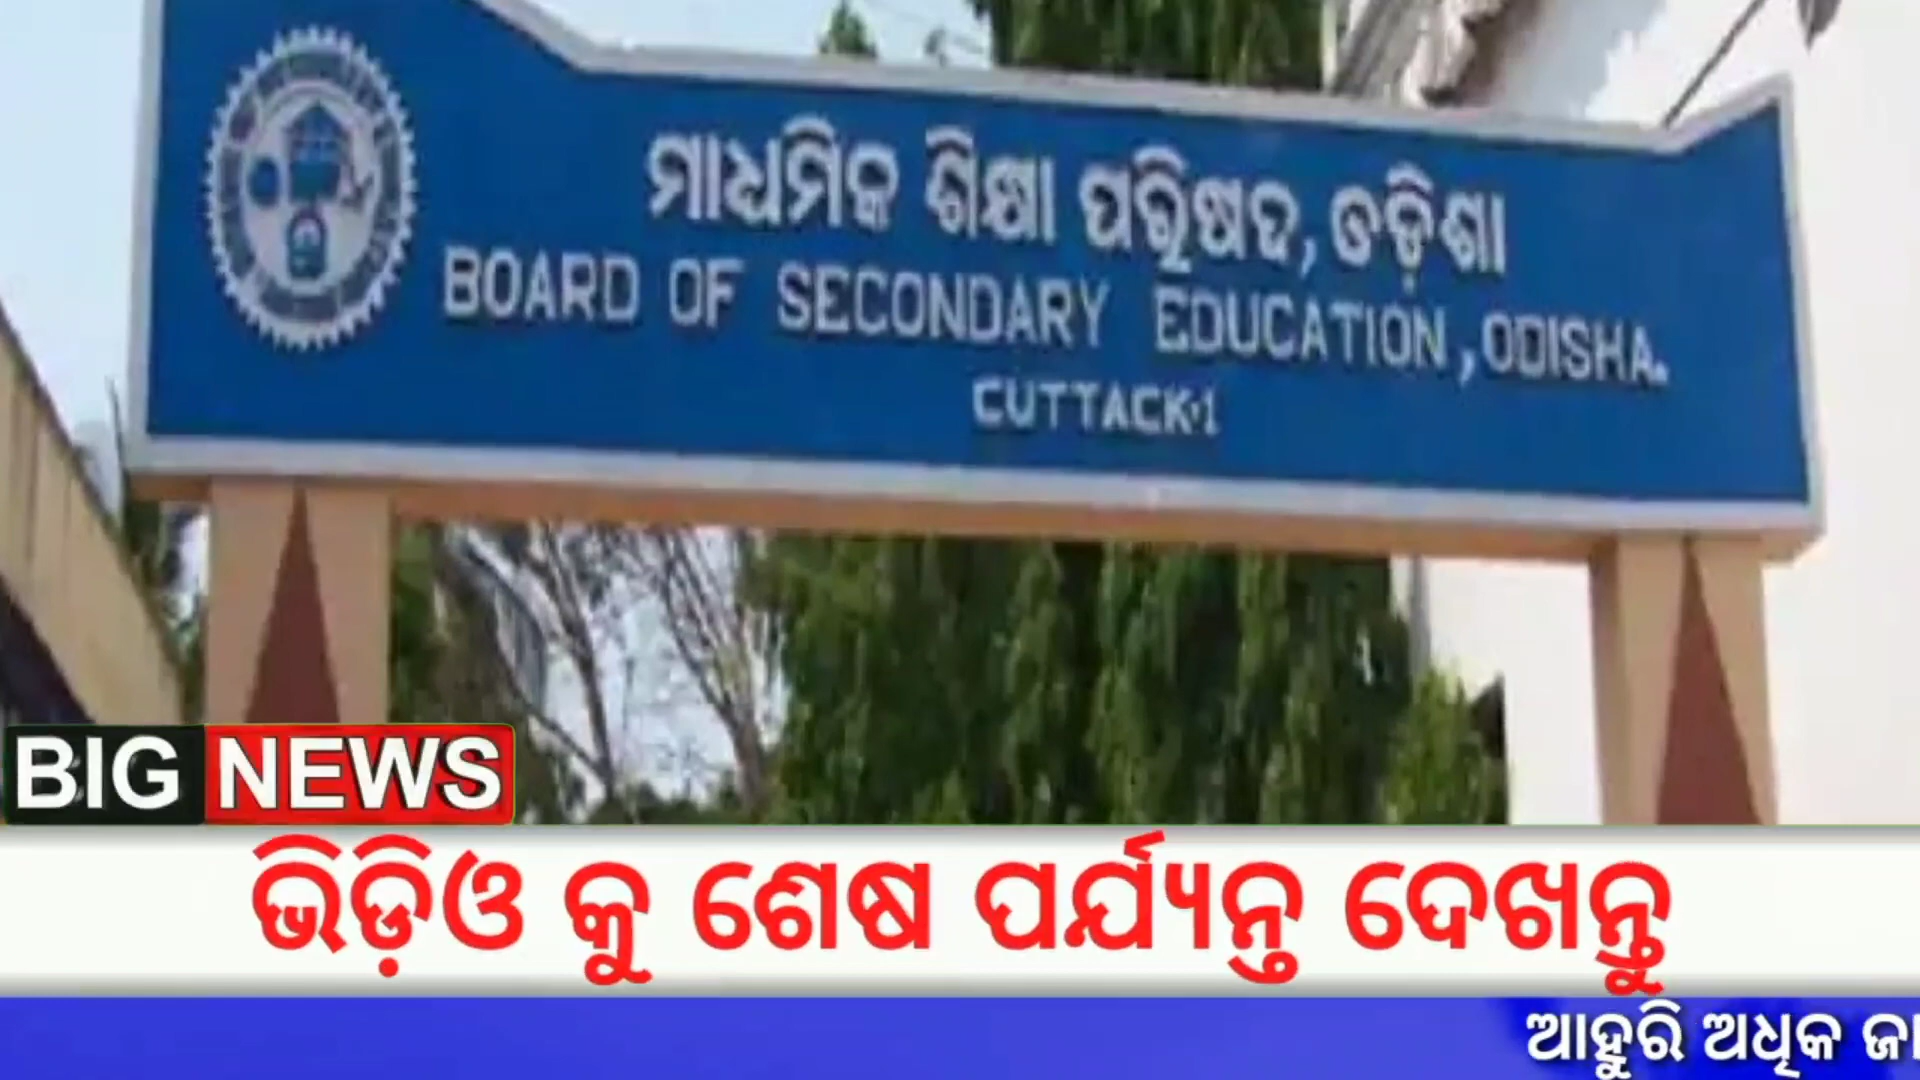 ମାଧ୍ୟମିକ ଶିକ୍ଷା ପରିଷଦ, ଓଡ଼ିଶା
BOARD OF SECONDARY EDUCATION, ODISHA.
CUTTACK-1
BIG NEWS
ଭିଡ଼ିଓ କୁ ଶେଷ ପର୍ଯ୍ୟନ୍ତ ଦେଖନ୍ତୁ
ଆହୁରି ଅଧିକ